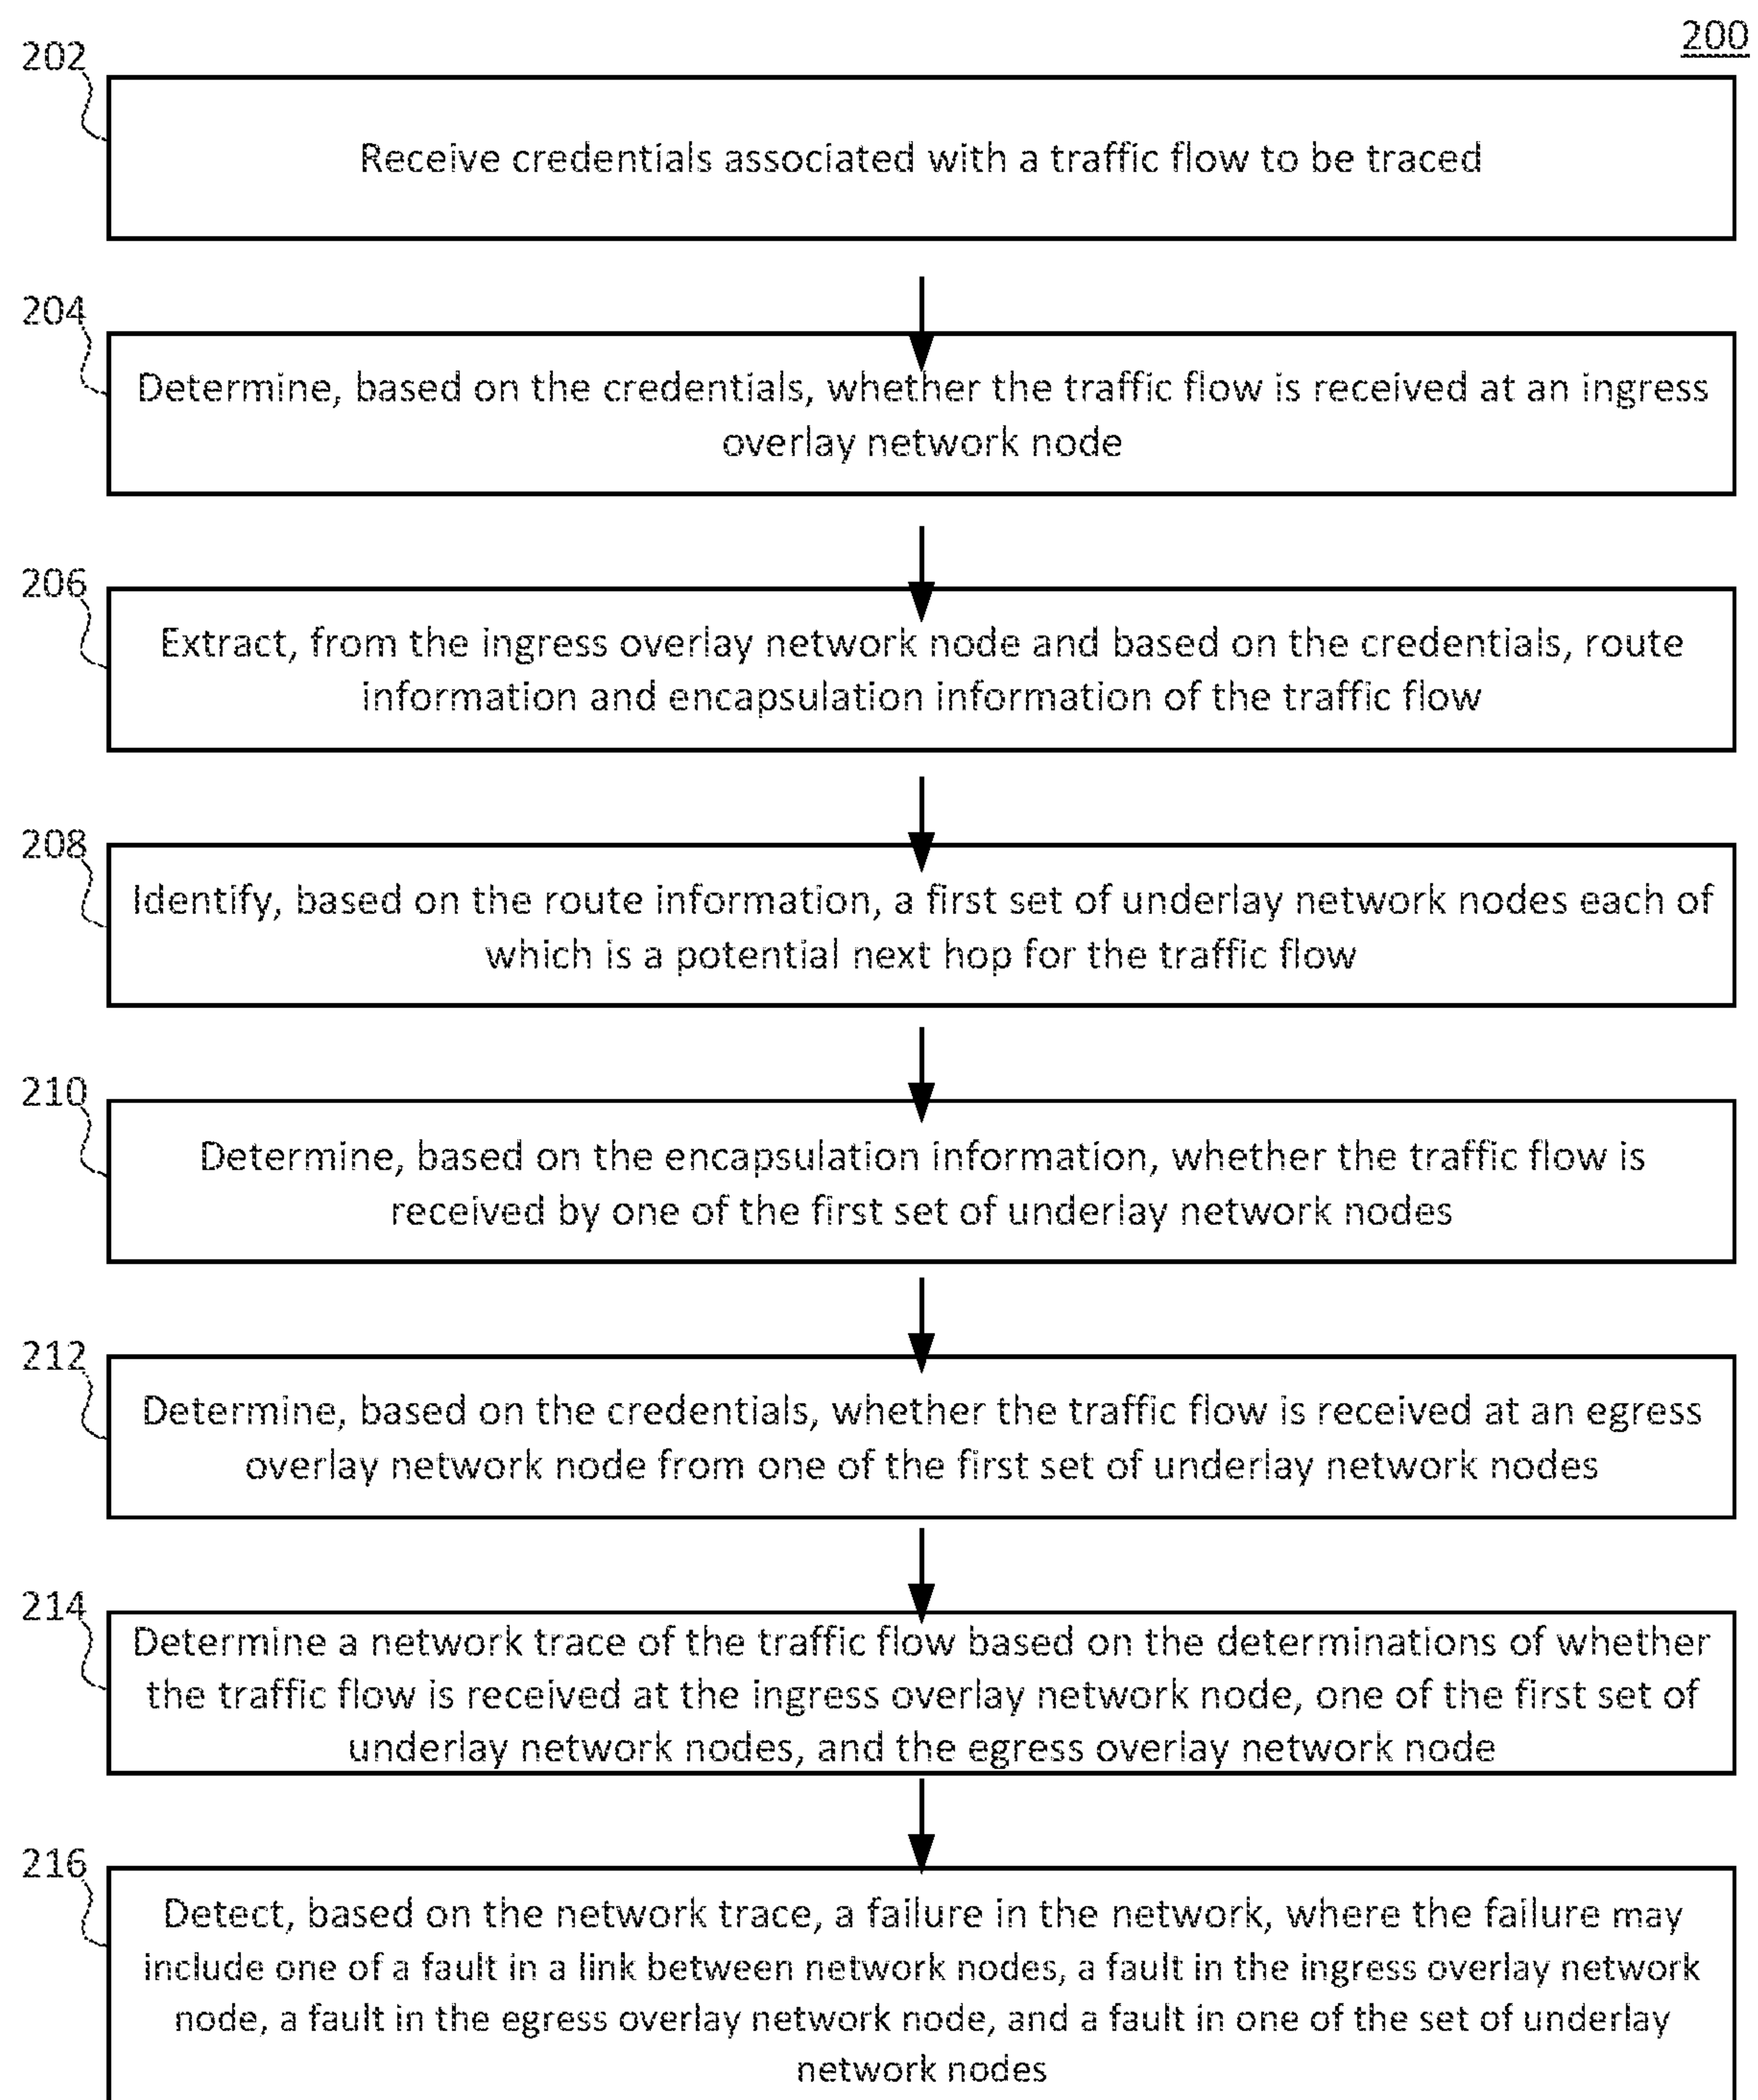 200
202
Receive credentials associated with a traffic flow to be traced
204
Determine, based on the credentials, whether the traffic flow is received at an ingress
overlay network node
206
Extract, from the ingress overlay network node and based on the credentials, route
information and encapsulation information of the traffic flow
208
Identify, based on the route information, a first set of underlay network nodes each of
which is a potential next hop for the traffic flow
210
Determine, based on the encapsulation information, whether the traffic flow is
received by one of the first set of underlay network nodes
212
Determine, based on the credentials, whether the traffic flow is received at an egress
overlay network node from one of the first set of underlay network nodes
214
Determine a network trace of the traffic flow based on the determinations of whether
the traffic flow is received at the ingress overlay network node, one of the first set of
underlay network nodes, and the egress overlay network node
216
Detect, based on the network trace, a failure in the network, where the failure may
include one of a fault in a link between network nodes, a fault in the ingress overlay network
node, a fault in the egress overlay network node, and a fault in one of the set of underlay
network nodes